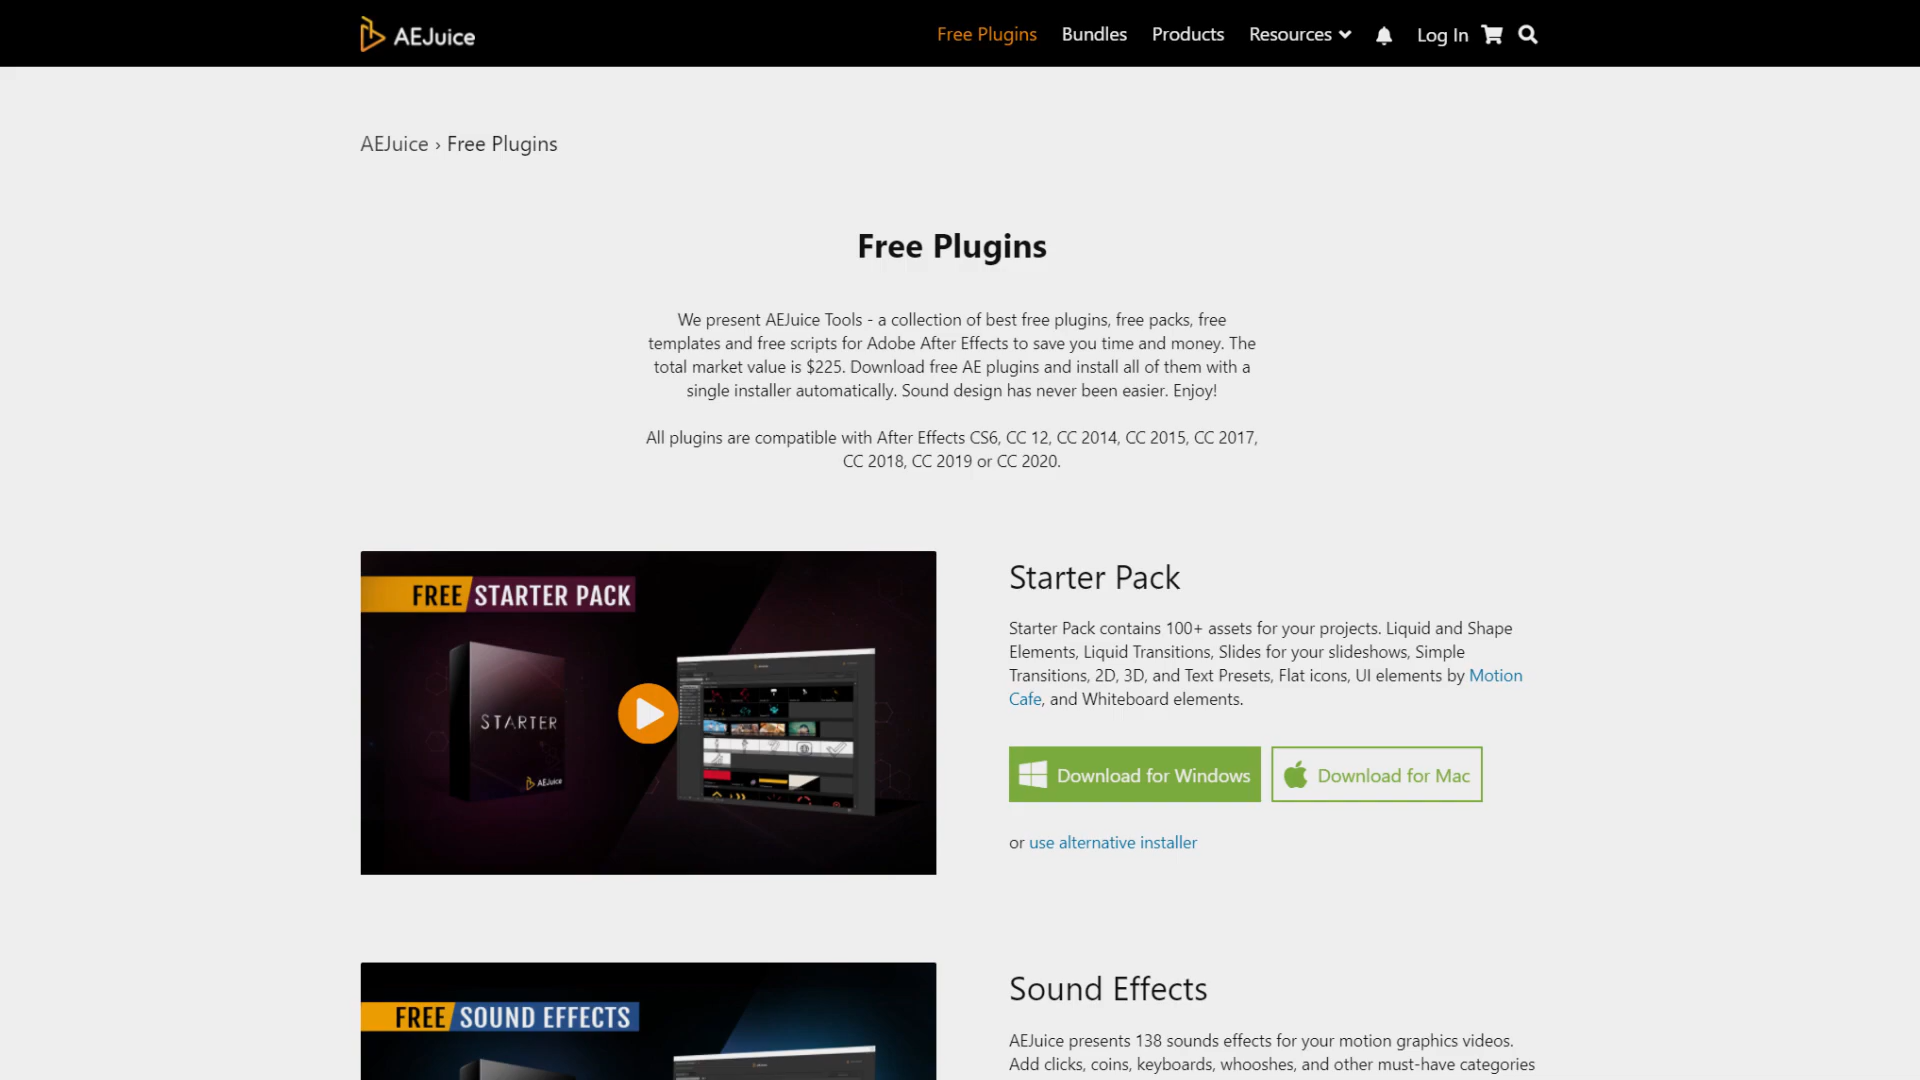 AEJuice
Free Plugins
Bundles
Products
Resources
Log In
AEJuice › Free Plugins
Free Plugins
We present AEJuice Tools - a collection of best free plugins, free packs, free
templates and free scripts for Adobe After Effects to save you time and money. The
total market value is $225. Download free AE plugins and install all of them with a
single installer automatically. Sound design has never been easier. Enjoy!
All plugins are compatible with After Effects CS6, CC 12, CC 2014, CC 2015, CC 2017,
CC 2018, CC 2019 or CC 2020.
FREE STARTER PACK
STARTER
AEJuice
Starter Pack
Starter Pack contains 100+ assets for your projects. Liquid and Shape
Elements, Liquid Transitions, Slides for your slideshows, Simple
Transitions, 2D, 3D, and Text Presets, Flat icons, UI elements by Motion
Cafe, and Whiteboard elements.
Download for Windows
Download for Mac
or use alternative installer
FREE SOUND EFFECTS
Sound Effects
AEJuice presents 138 sounds effects for your motion graphics videos.
Add clicks, coins, keyboards, whooshes, and other must-have categories